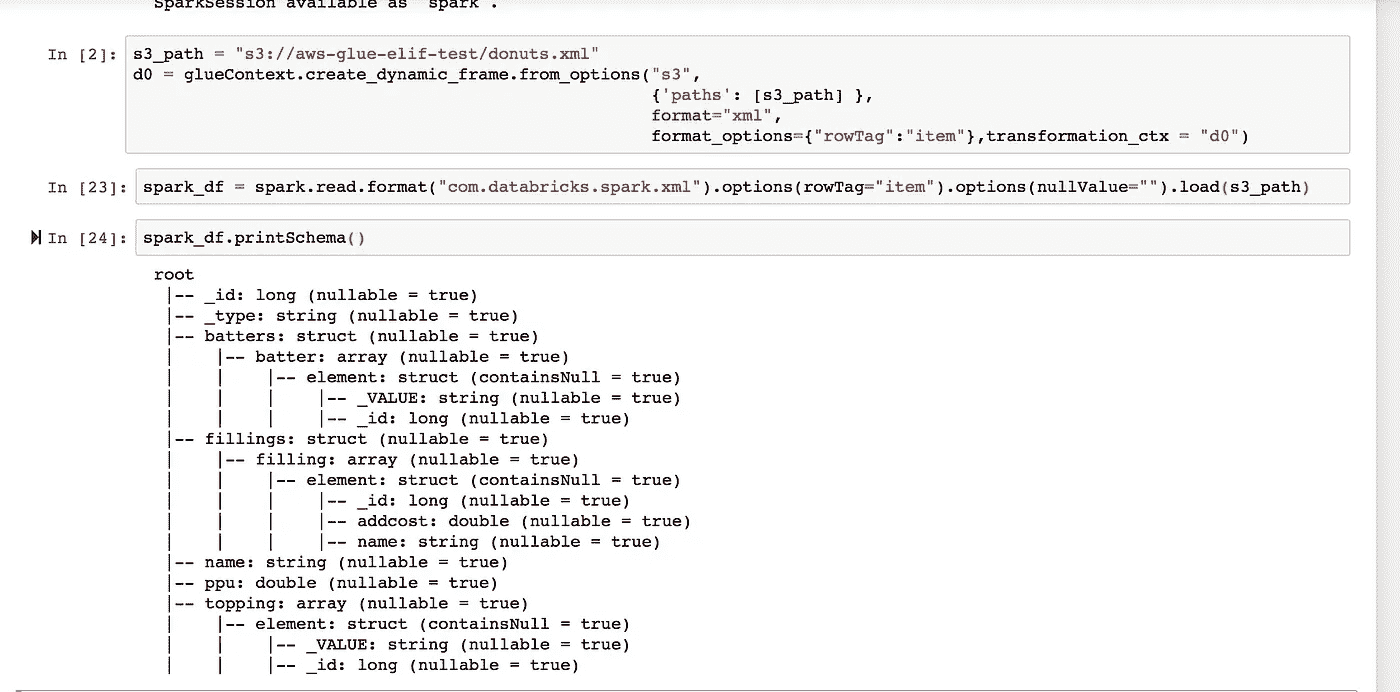 SparkSession available as 'spark'.
In [2]: s3_path = "s3://aws-glue-elif-test/donuts.xml"
d0 = glueContext.create_dynamic_frame.from_options("s3",
{'paths': [s3_path] },
format="xml",
format_options={"rowTag":"item"},transformation_ctx = "d0")
In [23]: spark_df = spark.read.format("com.databricks.spark.xml").options(rowTag="item").options(nullValue="").load(s3_path)
In [24]: spark_df.printSchema()
root
|-- _id: long (nullable = true)
|-- _type: string (nullable = true)
|-- batters: struct (nullable = true)
| |-- batter: array (nullable = true)
| | |-- element: struct (containsNull = true)
| | | |-- _VALUE: string (nullable = true)
| | | |-- _id: long (nullable = true)
|-- fillings: struct (nullable = true)
| |-- filling: array (nullable = true)
| | |-- element: struct (containsNull = true)
| | | |-- _id: long (nullable = true)
| | | |-- addcost: double (nullable = true)
| | | |-- name: string (nullable = true)
|-- name: string (nullable = true)
|-- ppu: double (nullable = true)
|-- topping: array (nullable = true)
| |-- element: struct (containsNull = true)
| | |-- _VALUE: string (nullable = true)
| | |-- _id: long (nullable = true)